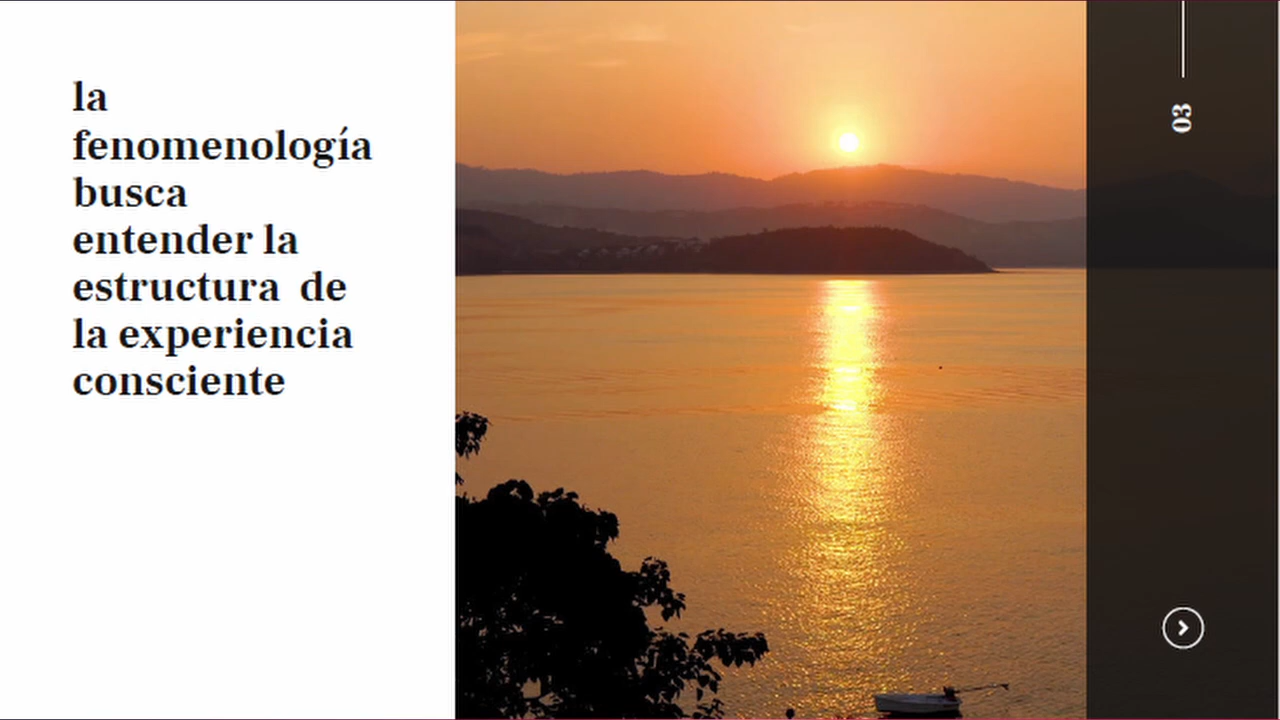 la
fenomenología
busca
entender la
estructura  de
la experiencia
consciente
03